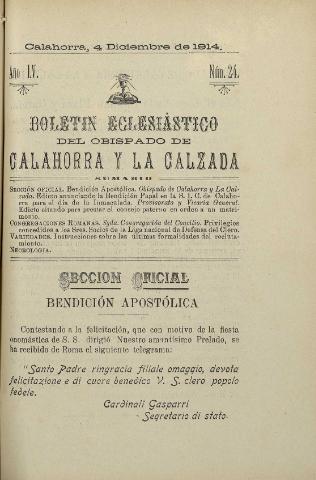 Calahorra, 4 Diciembre de 1914.
Año LV. Núm. 24.
BOLETIN ECLESIÁSTICO
DEL OBISPADO DE
CALAHORRA Y LA CALZADA
SUMARIO
SECCIÓN OFICIAL. Bendición Apostólica. Obispado de Calahorra y La Cal-
zada. Edicto anunciando la Bendición Papal en la S. I. C. de Calaho-
rra para el día de la Inmaculada. Provisorato y Vicaría General.
Edicto citando para prestar el consejo paterno en orden a un matri-
monio.
CONGREGACIONES ROMANAS. Sgda. Congregación del Concilio. Privilegios
concedidos a los Sres. Socios de la Liga nacional de Defensa del Clero.
VARIEDADES. Instrucciones sobre las últimas formalidades del recluta-
miento.
NECROLOGIA.
SECCION OFICIAL
BENDICIÓN APOSTÓLICA
Contestando a la felicitación, que con motivo de la fiesta
onomástica de S. S. dirigió Nuestro amantísimo Prelado, se
ha recibido de Roma el siguiente telegrama:
"Santo Padre ringracia filiale omaggio, devota
felicitazione e di cuore benedice V. S. clero popolo
fedele.
Cardinali Gasparri
Segretario di stato